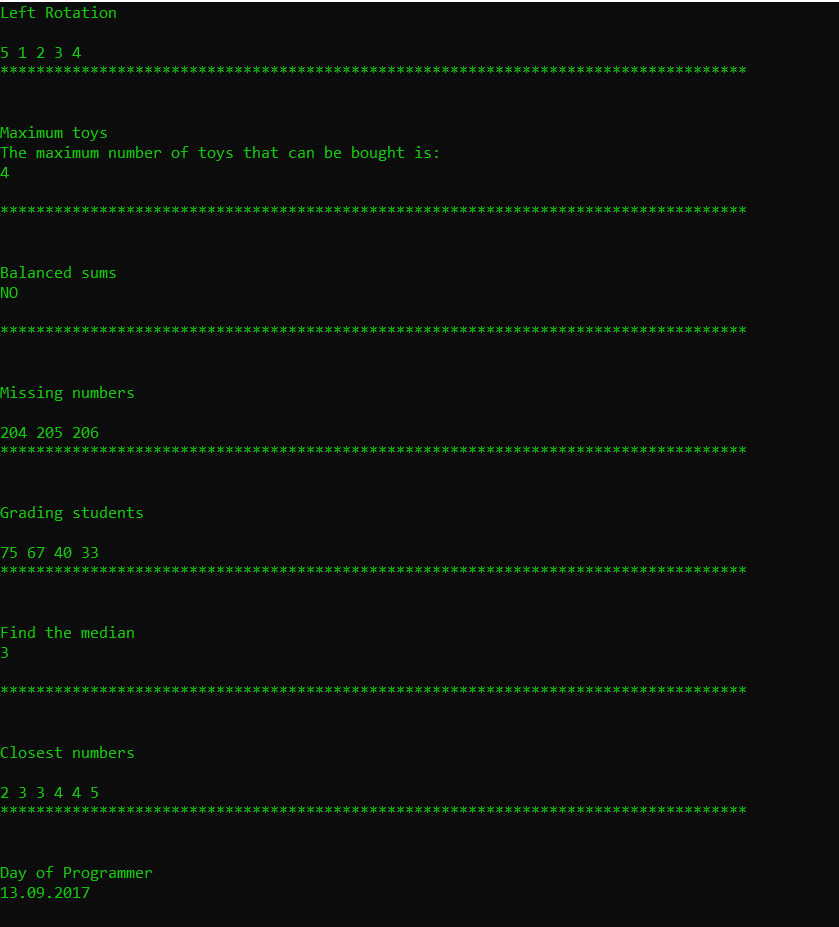 Left Rotation
5 1 2 3 4
***********************************************************************************
Maximum toys
The maximum number of toys that can be bought is:
4
***********************************************************************************
Balanced sums
NO
***********************************************************************************
Missing numbers
204 205 206
***********************************************************************************
Grading students
75 67 40 33
***********************************************************************************
Find the median
3
***********************************************************************************
Closest numbers
2 3 3 4 4 5
***********************************************************************************
Day of Programmer
13.09.2017